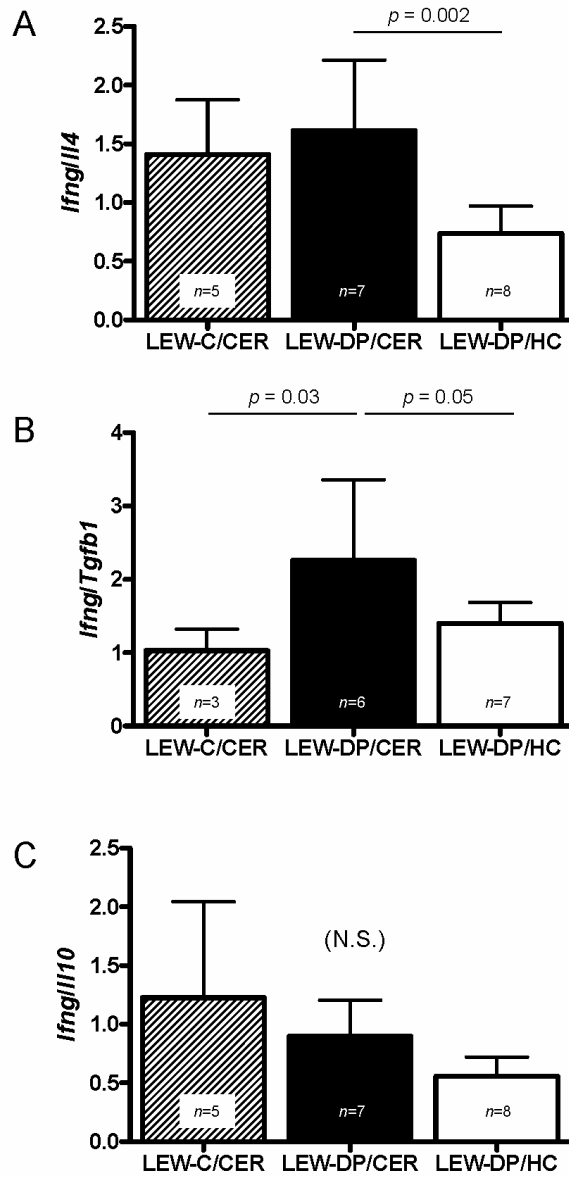 A
p = 0.002
Ifng/Il4
2.5
2.0
1.5
1.0
0.5
0.0
n=5
n=7
n=8
LEW-C/CER
LEW-DP/CER
LEW-DP/HC
B
p = 0.03
p = 0.05
Ifng/Tgfb1
4
3
2
1
0
n=3
n=6
n=7
LEW-C/CER
LEW-DP/CER
LEW-DP/HC
C
(N.S.)
Ifng/Il10
2.5
2.0
1.5
1.0
0.5
0.0
n=5
n=7
n=8
LEW-C/CER
LEW-DP/CER
LEW-DP/HC